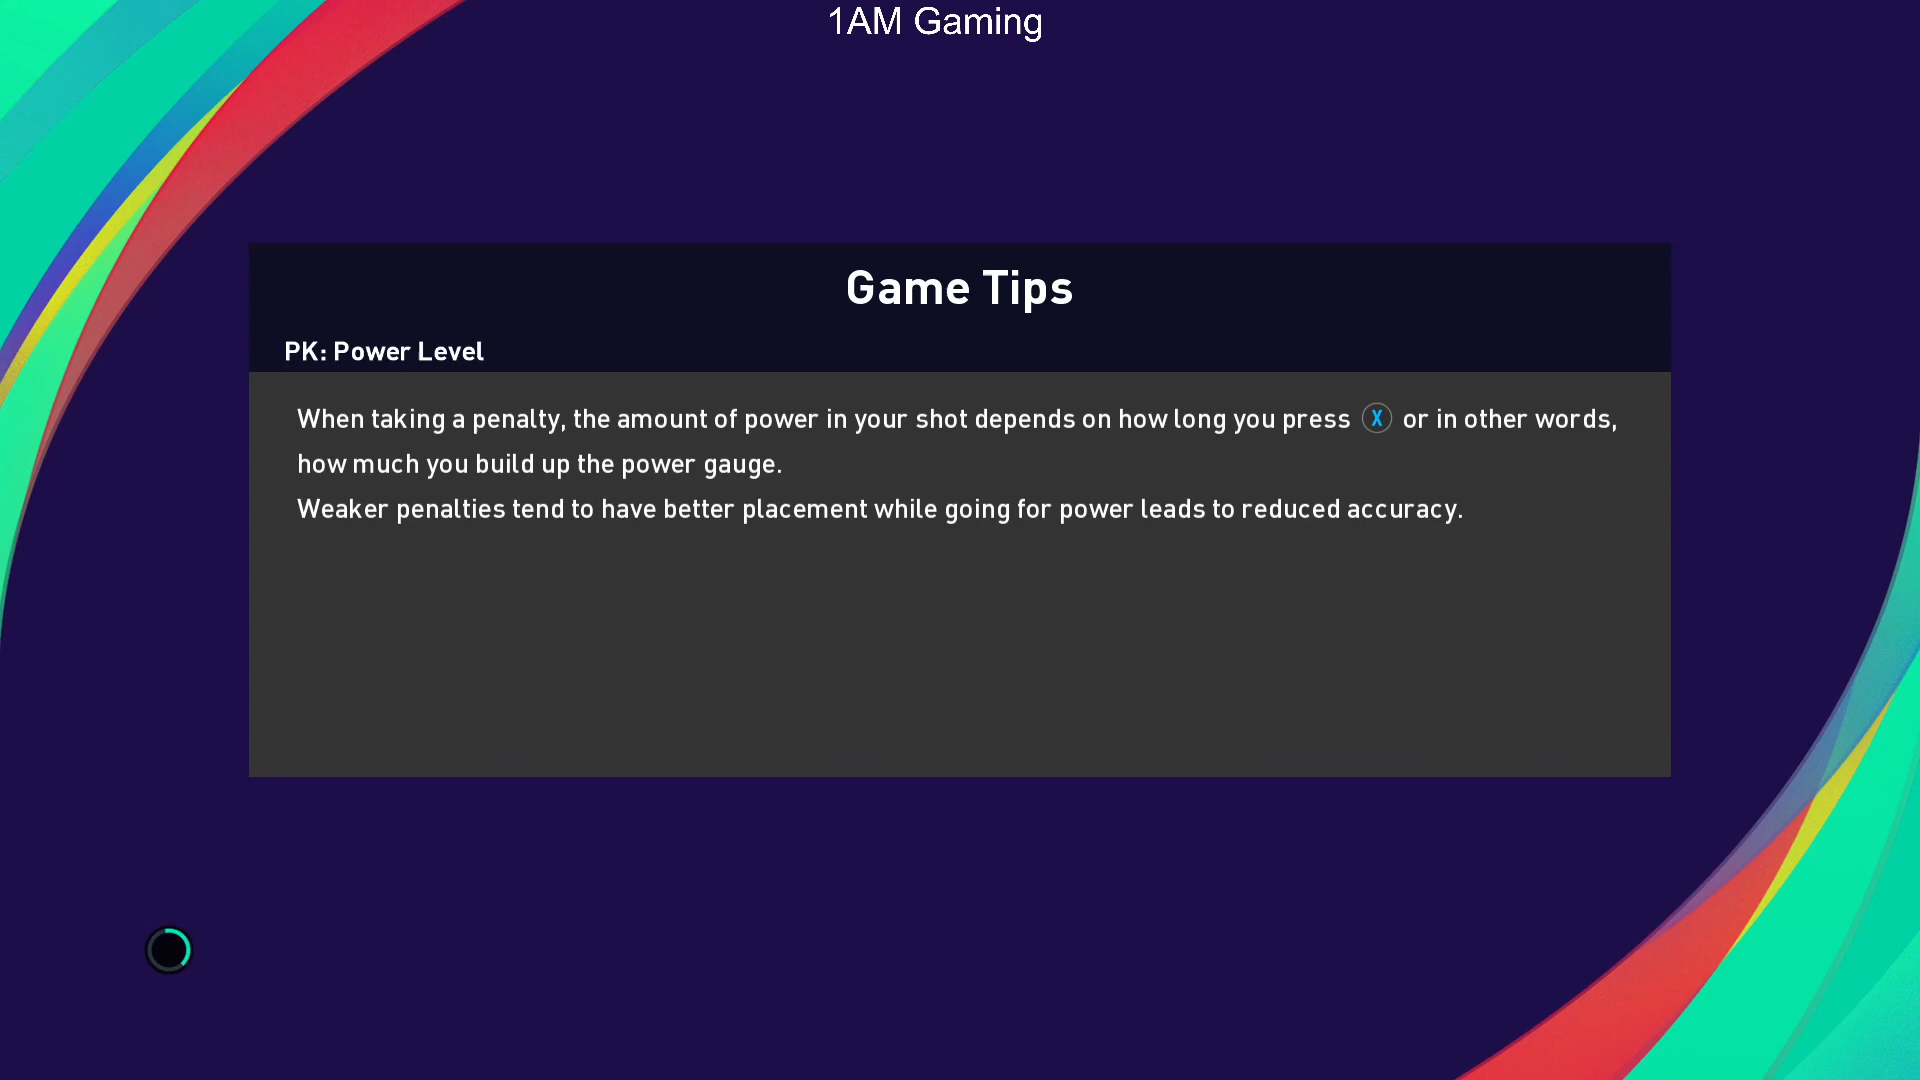 1AM Gaming
Game Tips
PK: Power Level
When taking a penalty, the amount of power in your shot depends on how long you press X or in other words,
how much you build up the power gauge.
Weaker penalties tend to have better placement while going for power leads to reduced accuracy.